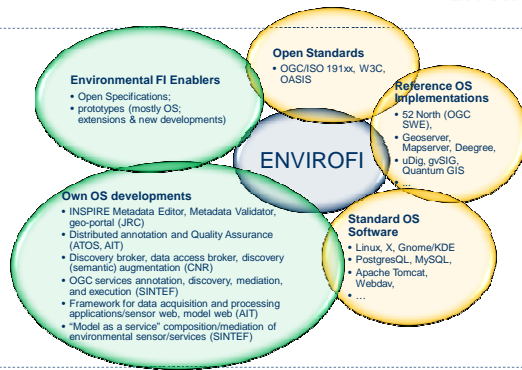 Open Standards
• OGC/ISO 191xx, W3C,
OASIS
Environmental FI Enablers
• Open Specifications;
• prototypes (mostly OS;
extensions & new developments)
Reference OS
Implementations
• 52 North (OGC
SWE),
• Geoserver,
Mapserver, Deegree,
• uDig, gvSIG,
Quantum GIS
• ...
ENVIROFI
Own OS developments
• INSPIRE Metadata Editor, Metadata Validator,
geo-portal (JRC)
• Distributed annotation and Quality Assurance
(ATOS, AIT)
• Discovery broker, data access broker, discovery
(semantic) augmentation (CNR)
• OGC services annotation, discovery, mediation,
and execution (SINTEF)
• Framework for data acquisition and processing
applications/sensor web, model web (AIT)
• “Model as a service” composition/mediation of
environmental sensor/services (SINTEF)
Standard OS
Software
• Linux, X, Gnome/KDE
• PostgreSQL, MySQL,
• Apache Tomcat,
Webdav,
• ...